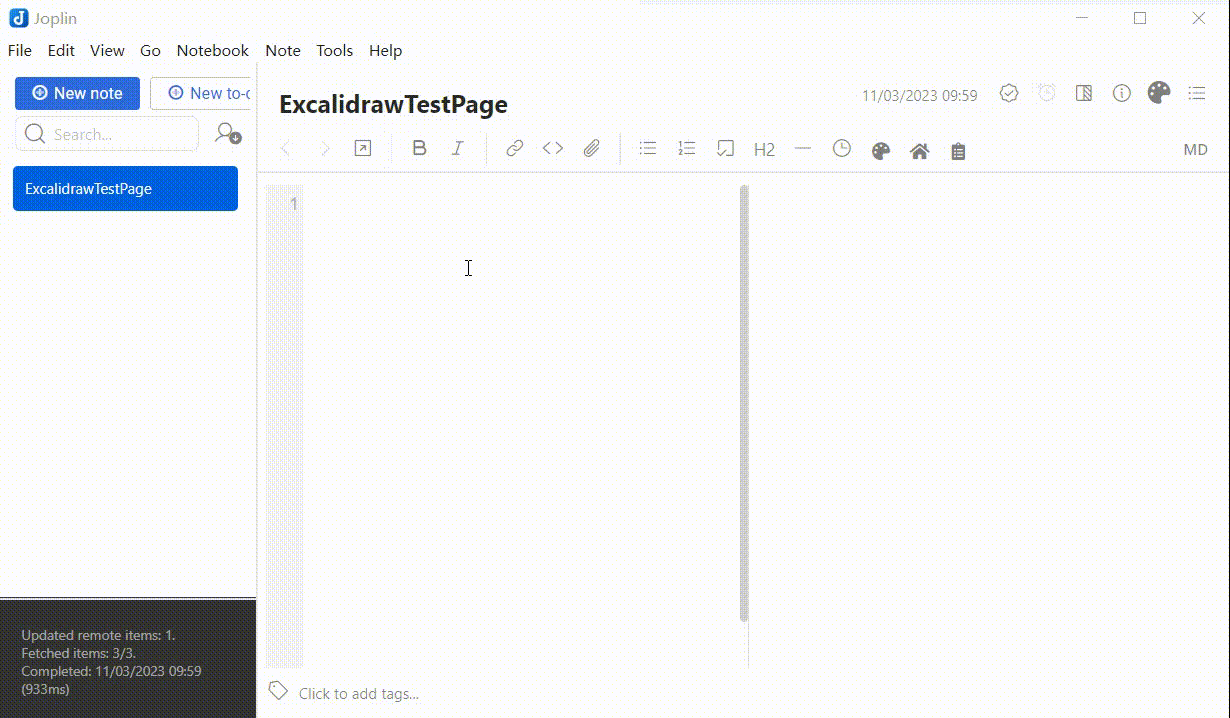 Joplin
File Edit View Go Notebook Note Tools Help
New note New to-
Search...
ExcalidrawTestPage
Updated remote items: 1.
Fetched items: 3/3.
Completed: 11/03/2023 09:59
(933ms)
ExcalidrawTestPage
11/03/2023 09:59
B I H2 MD
1
Click to add tags...